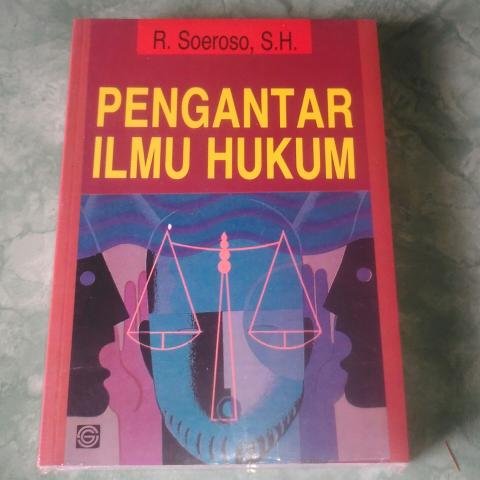 R. Soeroso, S.H.
PENGANTAR
ILMU HUKUM